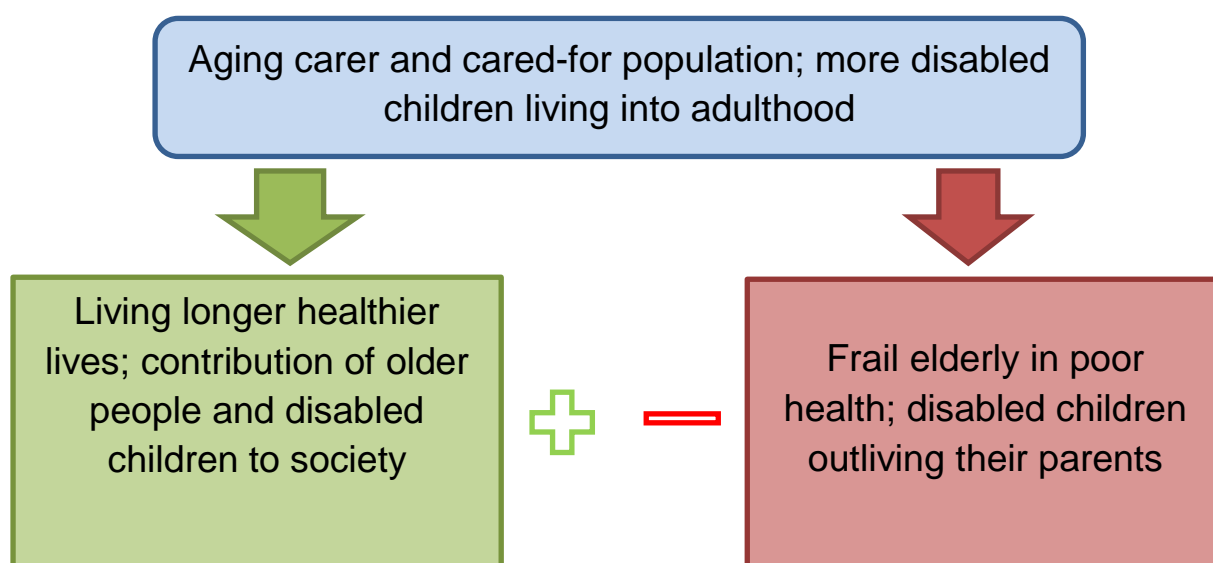 Aging carer and cared-for population; more disabled
children living into adulthood
Living longer healthier
lives; contribution of older
people and disabled
children to society
Frail elderly in poor
health; disabled children
outliving their parents